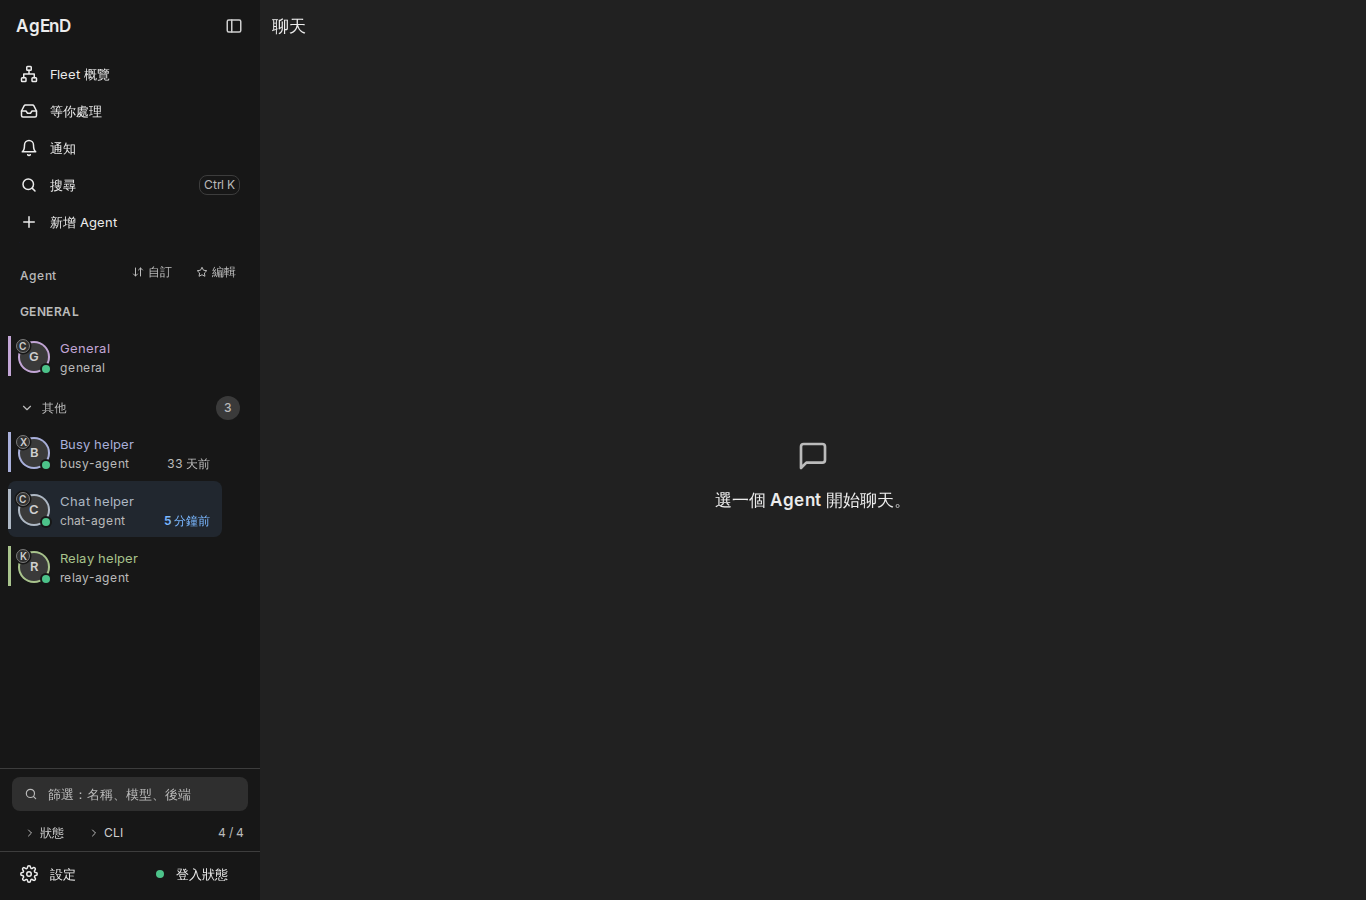 AgEnD
聊天
Fleet 概覽
等你處理
通知
搜尋 Ctrl K
新增 Agent
Agent 自訂 編輯
GENERAL
C G General
general
其他 3
X B Busy helper
busy-agent 33 天前
C C Chat helper
chat-agent 5 分鐘前
K R Relay helper
relay-agent
選一個 Agent 開始聊天。
篩選：名稱、模型、後端
狀態 CLI 4 / 4
設定 登入狀態